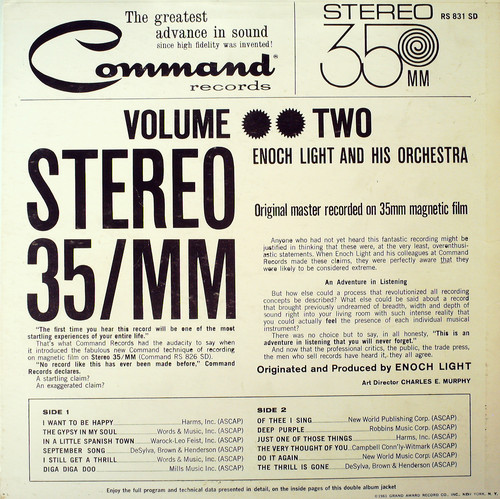 The greatest
advance in sound
since high fidelity was invented!
Command®
records
STEREO
35
MM
RS 831 SD
VOLUME TWO
STEREO
35/MM
ENOCH LIGHT AND HIS ORCHESTRA
Original master recorded on 35mm magnetic film
"The first time you hear this record will be one of the most
startling experiences of your entire life."
That's what Command Records had the audacity to say when
it introduced the fabulous new Command technique of recording
on magnetic film on Stereo 35/MM (Command RS 826 SD).
"No record like this has ever been made before," Command
Records declares.
A startling claim?
An exaggerated claim?
Anyone who had not yet heard this fantastic recording might be
justified in thinking that these were, at the very least, overenthusi-
astic statements. When Enoch Light and his colleagues at Command
Records made these claims, they were perfectly aware that they
were likely to be considered extreme.
An Adventure in Listening
But how else could a process that revolutionized all recording
concepts be described? What else could be said about a record
that brought previously undreamed of breadth, width and depth of
sound right into your living room with such intense reality that
you could actually feel the presence of each individual musical
instrument?
There was no choice but to say, in all honesty, "This is an
adventure in listening that you will never forget."
And now that the professional critics, the public, the trade press,
the men who sell records have heard it, they all agree.
Originated and Produced by ENOCH LIGHT
Art Director CHARLES E. MURPHY
SIDE 1
I WANT TO BE HAPPY Harms, Inc. (ASCAP)
THE GYPSY IN MY SOUL Words & Music, Inc. (ASCAP)
IN A LITTLE SPANISH TOWN Warock-Leo Feist, Inc. (ASCAP)
SEPTEMBER SONG DeSylva, Brown & Henderson (ASCAP)
I STILL GET A THRILL Words & Music, Inc. (ASCAP)
DIGA DIGA DOO Mills Music Inc. (ASCAP)
SIDE 2
OF THEE I SING New World Publishing Corp. (ASCAP)
DEEP PURPLE Robbins Music Corp. (ASCAP)
JUST ONE OF THOSE THINGS Harms, Inc. (ASCAP)
THE VERY THOUGHT OF YOU Campbell Conn'ly-Witmark (ASCAP)
DO IT AGAIN New World Music Corp. (ASCAP)
THE THRILL IS GONE DeSylva, Brown & Henderson (ASCAP)
Enjoy the full program and technical data presented in detail, on the inside pages of this double album jacket
©1961 GRAND AWARD RECORD CO., INC., NEW YORK, N. Y.